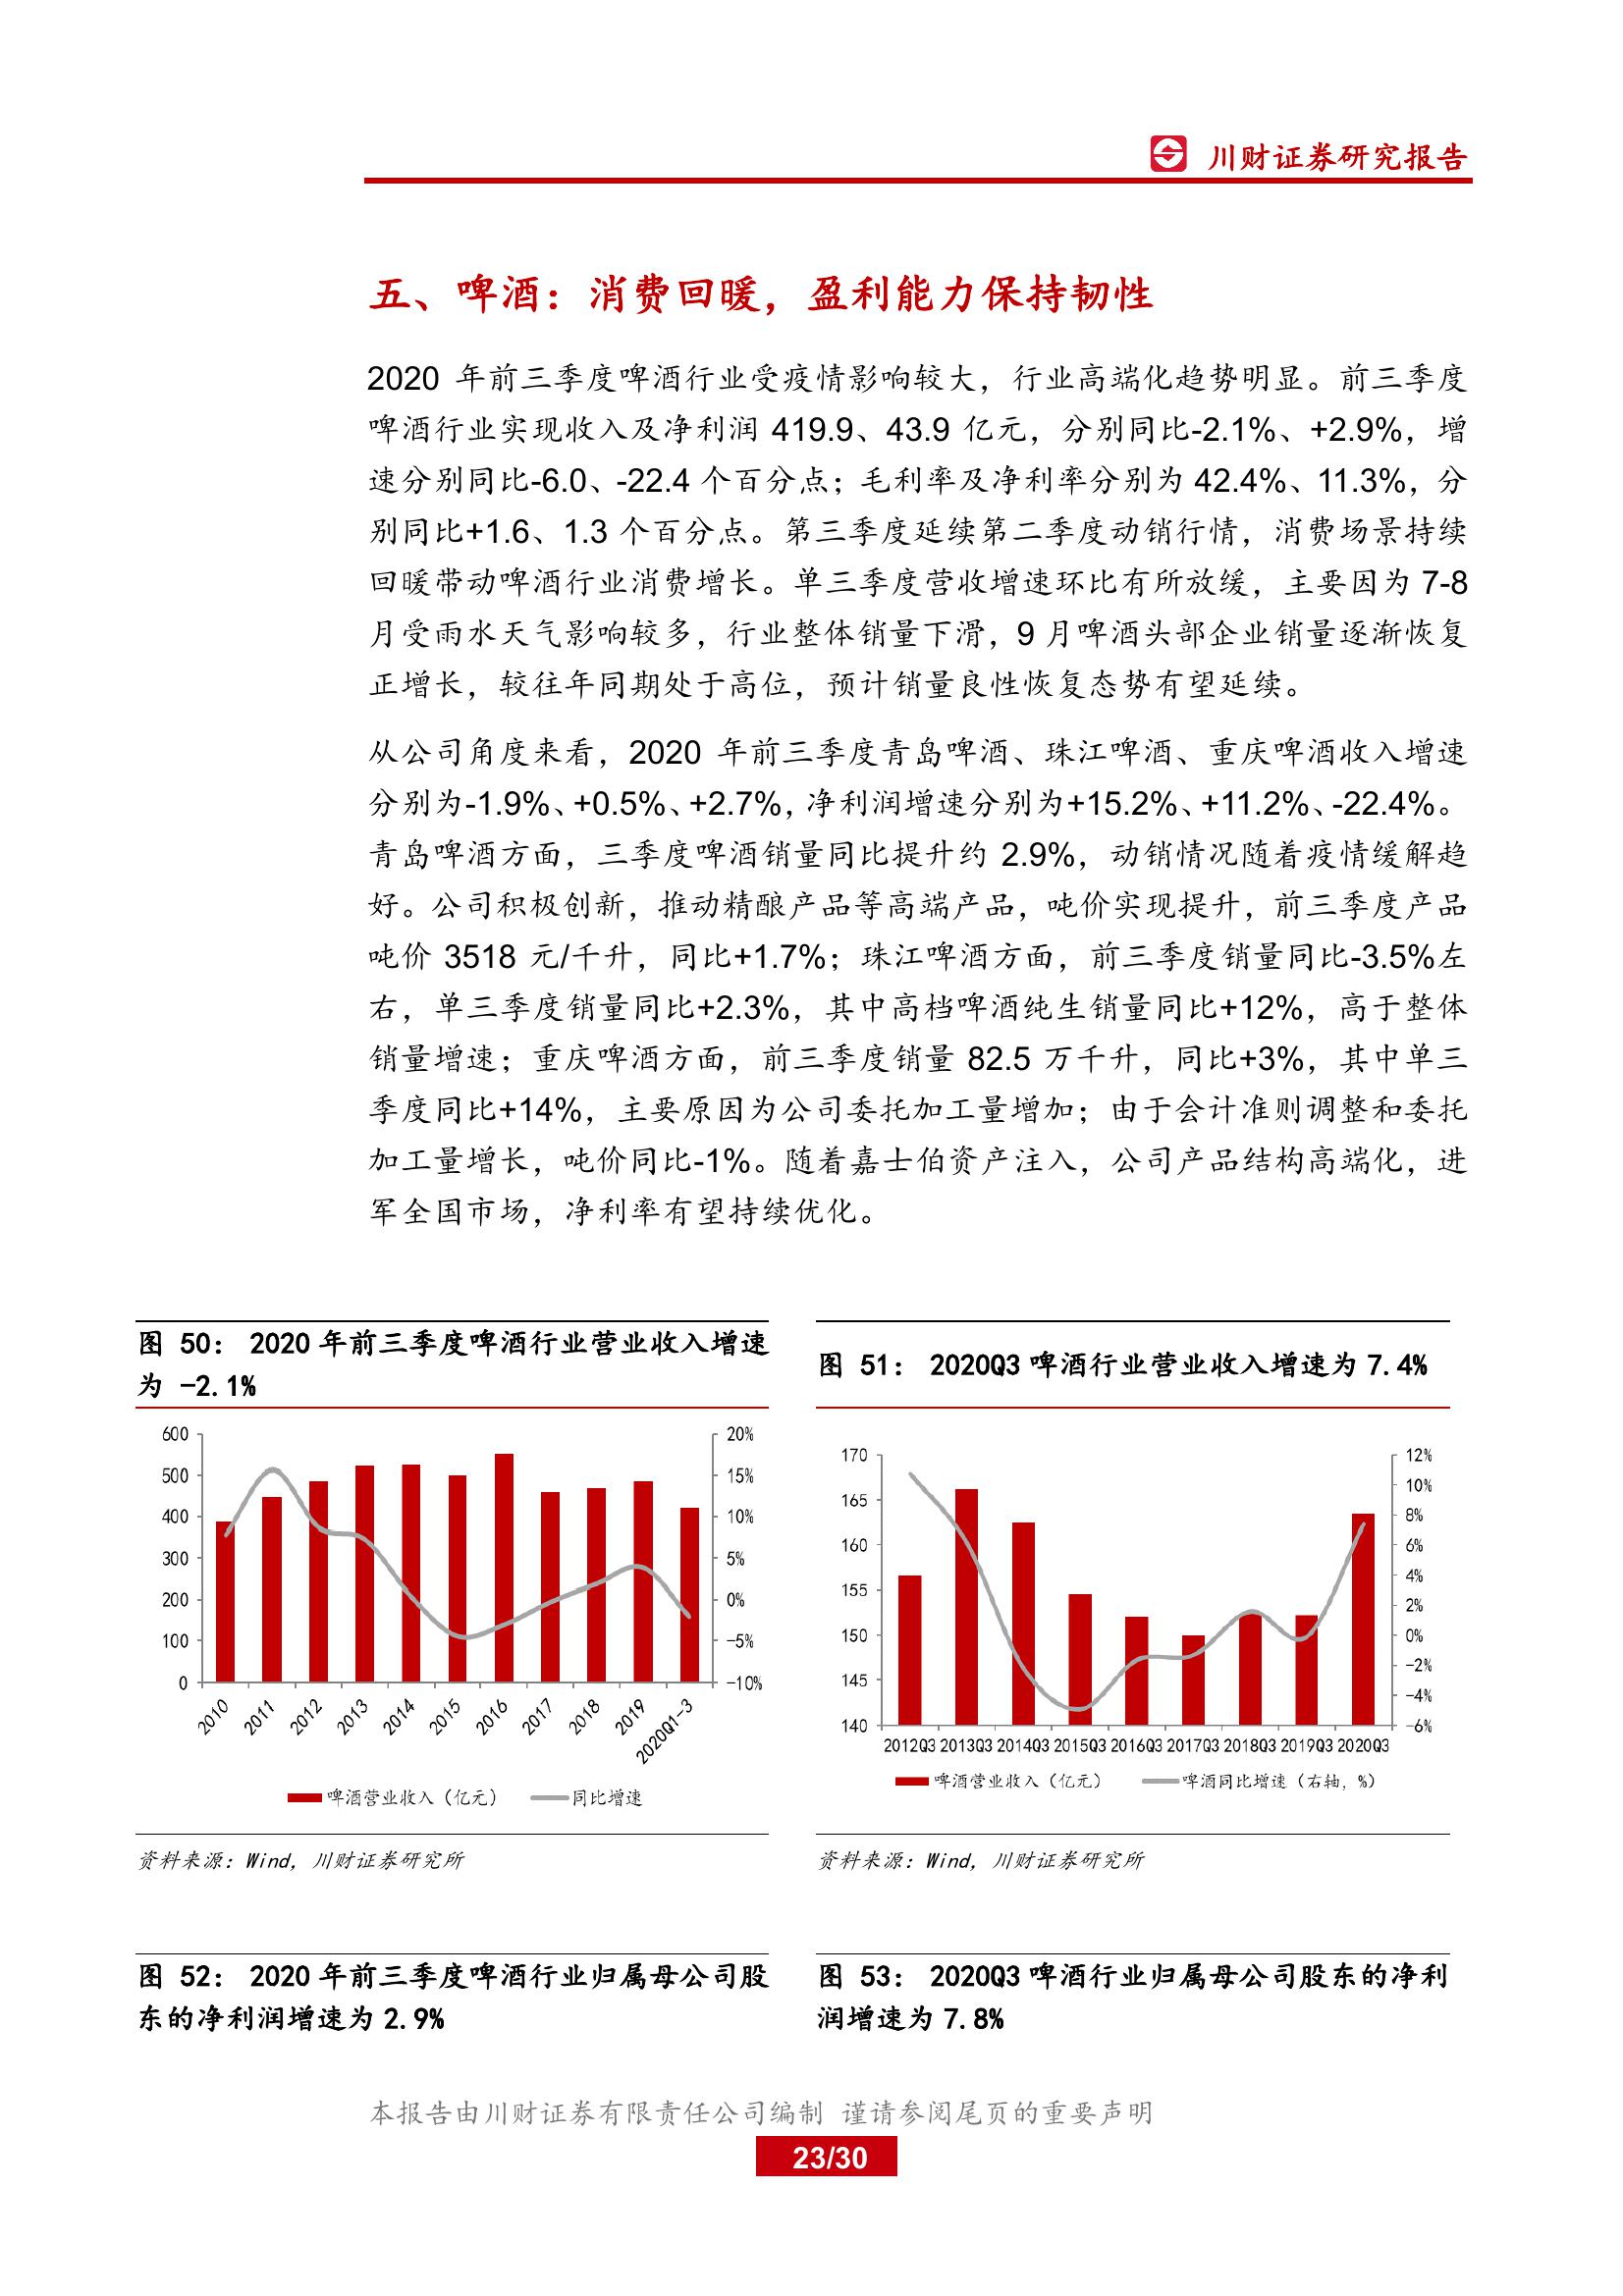 川财证券研究报告
五、啤酒：消费回暖，盈利能力保持韧性
2020 年前三季度啤酒行业受疫情影响较大，行业高端化趋势明显。前三季度
啤酒行业实现收入及净利润 419.9、43.9 亿元，分别同比-2.1%、+2.9%，增
速分别同比-6.0、-22.4 个百分点；毛利率及净利率分别为 42.4%、11.3%，分
别同比+1.6、1.3 个百分点。第三季度延续第二季度动销行情，消费场景持续
回暖带动啤酒行业消费增长。单三季度营收增速环比有所放缓，主要因为 7-8
月受雨水天气影响较多，行业整体销量下滑，9 月啤酒头部企业销量逐渐恢复
正增长，较往年同期处于高位，预计销量良性恢复态势有望延续。
从公司角度来看，2020 年前三季度青岛啤酒、珠江啤酒、重庆啤酒收入增速
分别为-1.9%、+0.5%、+2.7%，净利润增速分别为+15.2%、+11.2%、-22.4%。
青岛啤酒方面，三季度啤酒销量同比提升约 2.9%，动销情况随着疫情缓解趋
好。公司积极创新，推动精酿产品等高端产品，吨价实现提升，前三季度产品
吨价 3518 元/千升，同比+1.7%；珠江啤酒方面，前三季度销量同比-3.5%左
右，单三季度销量同比+2.3%，其中高档啤酒纯生销量同比+12%，高于整体
销量增速；重庆啤酒方面，前三季度销量 82.5 万千升，同比+3%，其中单三
季度同比+14%，主要原因为公司委托加工量增加；由于会计准则调整和委托
加工量增长，吨价同比-1%。随着嘉士伯资产注入，公司产品结构高端化，进
军全国市场，净利率有望持续优化。
图 50： 2020 年前三季度啤酒行业营业收入增速
为 -2.1%
600
500
400
300
200
100
0
20%
15%
10%
5%
0%
-5%
-10%
2010
2011
2012
2013
2014
2015
2016
2017
2018
2019
2020Q1-3
啤酒营业收入（亿元） 同比增速
资料来源：Wind，川财证券研究所
图 51： 2020Q3 啤酒行业营业收入增速为 7.4%
170
165
160
155
150
145
140
12%
10%
8%
6%
4%
2%
0%
-2%
-4%
-6%
2012Q3 2013Q3 2014Q3 2015Q3 2016Q3 2017Q3 2018Q3 2019Q3 2020Q3
啤酒营业收入（亿元） 啤酒同比增速（右轴，%）
资料来源：Wind，川财证券研究所
图 52： 2020 年前三季度啤酒行业归属母公司股
东的净利润增速为 2.9%
图 53： 2020Q3 啤酒行业归属母公司股东的净利
润增速为 7.8%
本报告由川财证券有限责任公司编制 谨请参阅尾页的重要声明
23/30